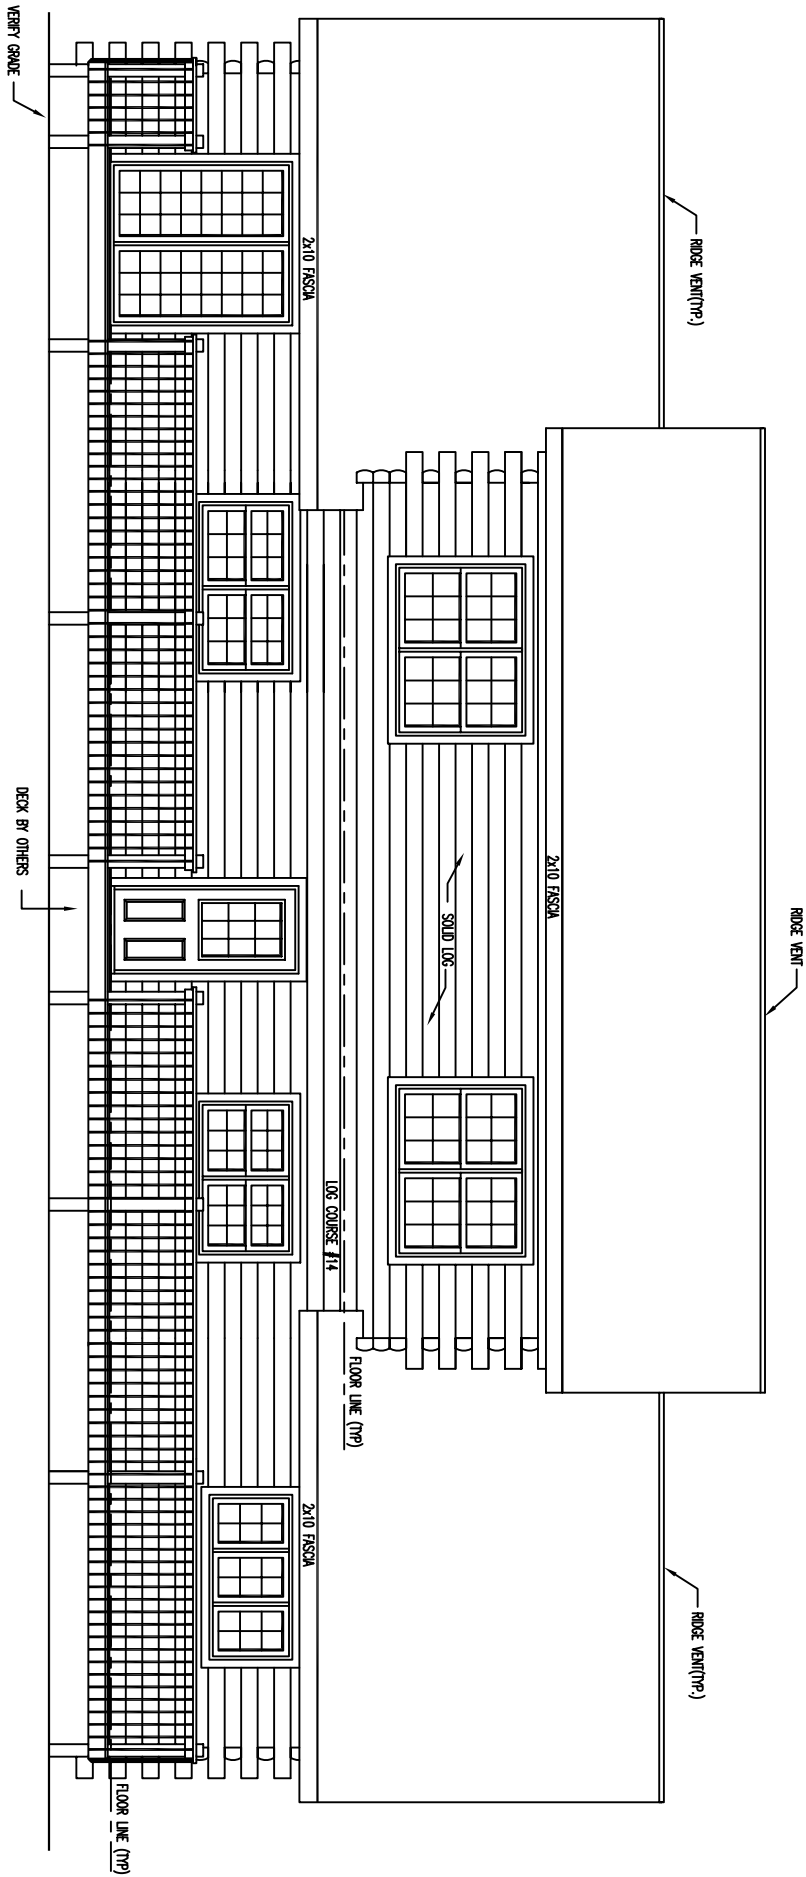 RIDGE VENT
RIDGE VENT(TYP.)
RIDGE VENT(TYP.)
2x10 FASCIA
SOLID LOG
FLOOR LINE (TYP)
LOG COURSE #14
2x10 FASCIA
2x10 FASCIA
FLOOR LINE (TYP)
DECK BY OTHERS
VERIFY GRADE